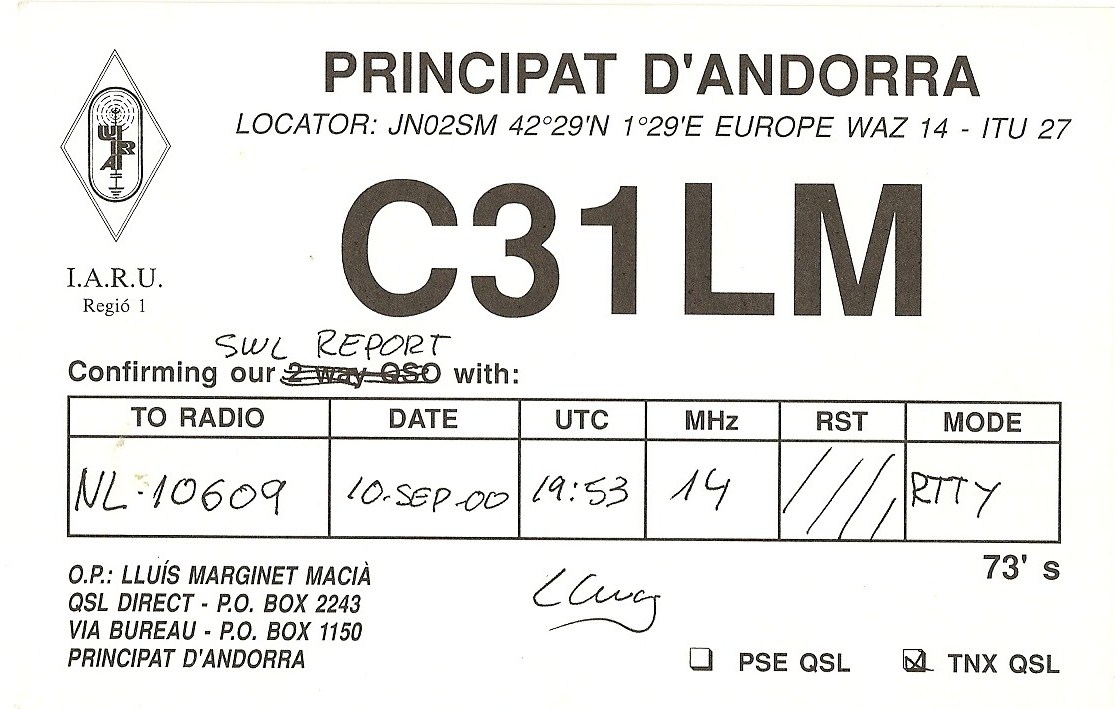 PRINCIPAT D'ANDORRA
LOCATOR: JN02SM 42°29'N 1°29'E EUROPE WAZ 14 - ITU 27
URA
C31LM
I.A.R.U.
Regió 1
SWL REPORT
Confirming our 2 way QSO with:
TO RADIO DATE UTC MHz RST MODE
NL-10609 10-SEP-00 19:53 14 //// RTTY
73' s
O.P.: LLUÍS MARGINET MACIÀ
QSL DIRECT - P.O. BOX 2243
VIA BUREAU - P.O. BOX 1150
PRINCIPAT D'ANDORRA
PSE QSL TNX QSL